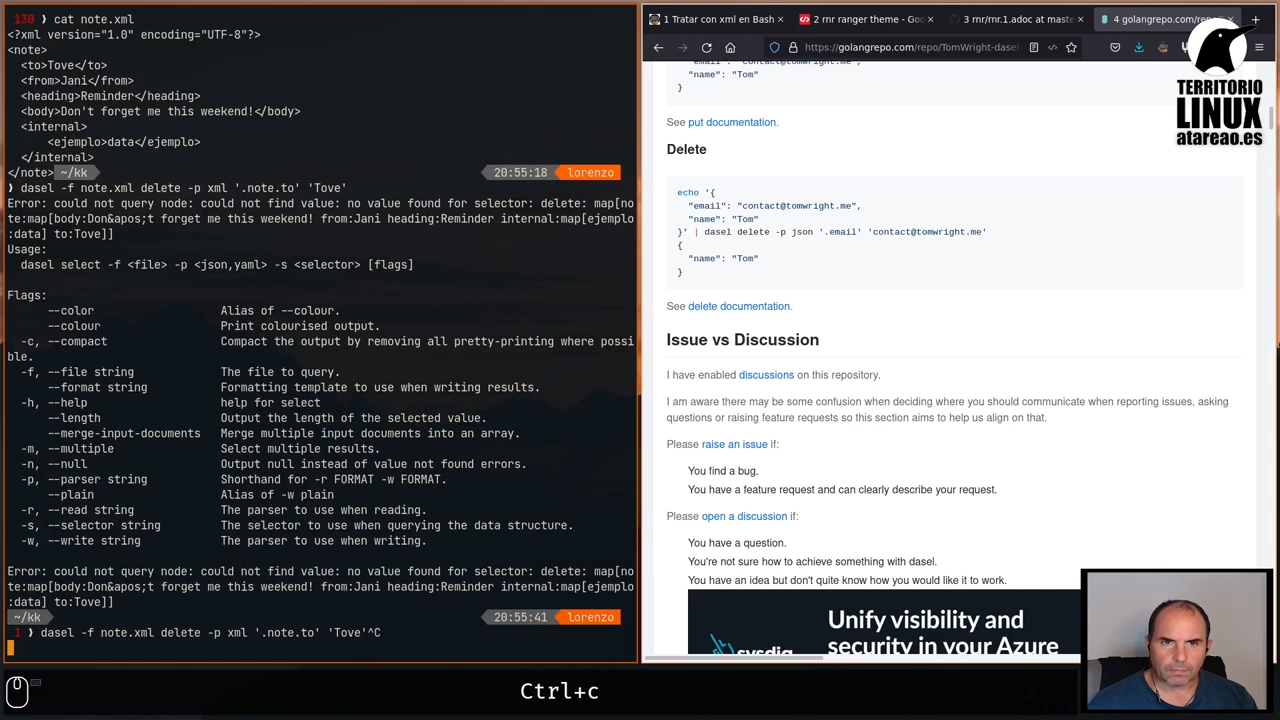 130 ❯ cat note.xml
<?xml version="1.0" encoding="UTF-8"?>
<note>
<to>Tove</to>
<from>Jani</from>
<heading>Reminder</heading>
<body>Don't forget me this weekend!</body>
<internal>
<ejemplo>data</ejemplo>
</internal>
</note> ~/kk 20:55:18 lorenzo
❯ dasel -f note.xml delete -p xml '.note.to' 'Tove'
Error: could not query node: could not find value: no value found for selector: delete: map[no
te:map[body:Don&apos;t forget me this weekend! from:Jani heading:Reminder internal:map[ejemplo
:data] to:Tove]]
Usage:
dasel select -f <file> -p <json,yaml> -s <selector> [flags]
Flags:
--color Alias of --colour.
--colour Print colourised output.
-c, --compact Compact the output by removing all pretty-printing where possi
ble.
-f, --file string The file to query.
--format string Formatting template to use when writing results.
-h, --help help for select
--length Output the length of the selected value.
--merge-input-documents Merge multiple input documents into an array.
-m, --multiple Select multiple results.
-n, --null Output null instead of value not found errors.
-p, --parser string Shorthand for -r FORMAT -w FORMAT.
--plain Alias of -w plain
-r, --read string The parser to use when reading.
-s, --selector string The selector to use when querying the data structure.
-w, --write string The parser to use when writing.
Error: could not query node: could not find value: no value found for selector: delete: map[no
te:map[body:Don&apos;t forget me this weekend! from:Jani heading:Reminder internal:map[ejemplo
:data] to:Tove]]
~/kk 20:55:41 lorenzo
1 ❯ dasel -f note.xml delete -p xml '.note.to' 'Tove'^C
1 Tratar con xml en Bash
2 rnr ranger theme - Goo
3 rnr/rnr.1.adoc at maste
4 golangrepo.com/repo
https://golangrepo.com/repo/TomWright-dasel
"email": "contact@tomwright.me",
"name": "Tom"
}
See put documentation.
Delete
echo '{
"email": "contact@tomwright.me",
"name": "Tom"
}' | dasel delete -p json '.email' 'contact@tomwright.me'
{
"name": "Tom"
}
See delete documentation.
Issue vs Discussion
I have enabled discussions on this repository.
I am aware there may be some confusion when deciding where you should communicate when reporting issues, asking
questions or raising feature requests so this section aims to help us align on that.
Please raise an issue if:
You find a bug.
You have a feature request and can clearly describe your request.
Please open a discussion if:
You have a question.
You're not sure how to achieve something with dasel.
You have an idea but don't quite know how you would like it to work.
Unify visibility and
security in your Azure
sysdig
TERRITORIO
LINUX
atareao.es
Ctrl+c